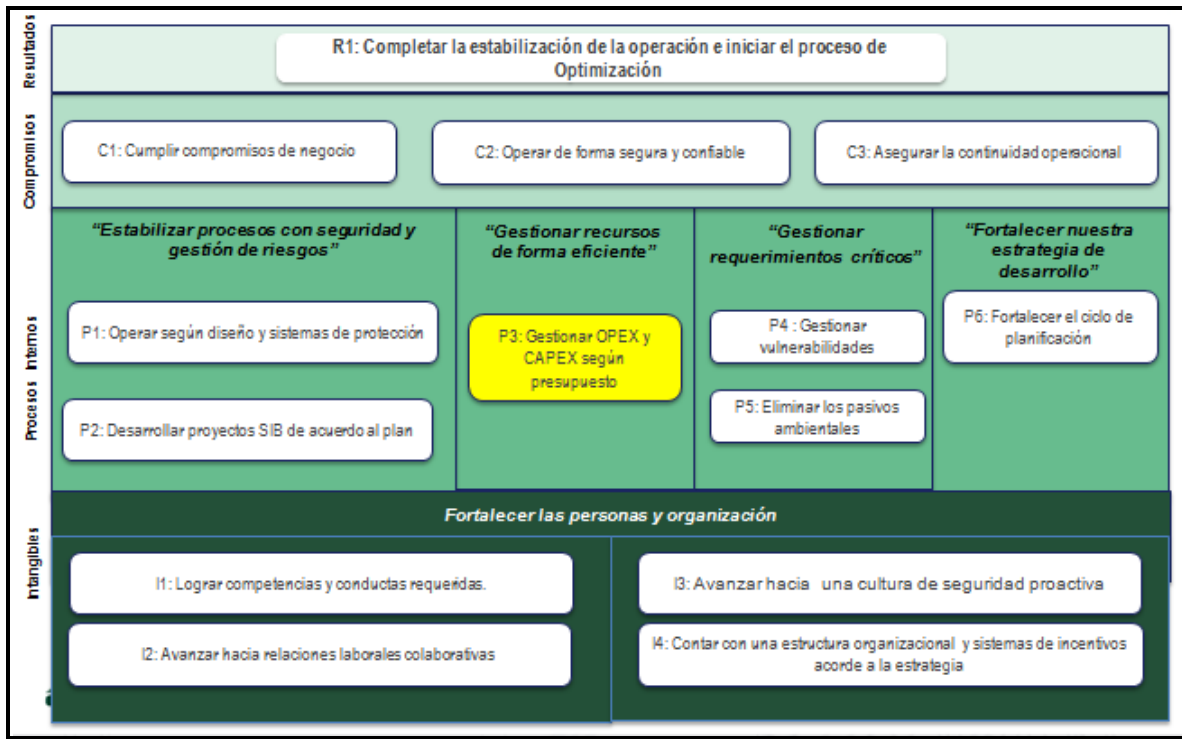 Resultados
R1: Completar la estabilización de la operación e iniciar el proceso de
Optimización
Compromisos
C1: Cumplir compromisos de negocio
C2: Operar de forma segura y confiable
C3: Asegurar la continuidad operacional
Procesos Internos
“Estabilizar procesos con seguridad y
gestión de riesgos”
“Gestionar recursos
de forma eficiente”
“Gestionar
requerimientos críticos”
“Fortalecer nuestra
estrategia de
desarrollo”
P1: Operar según diseño y sistemas de protección
P2: Desarrollar proyectos SIB de acuerdo al plan
P3: Gestionar OPEX y
CAPEX según
presupuesto
P4 : Gestionar
vulnerabilidades
P5: Eliminar los pasivos
ambientales
P6: Fortalecer el ciclo de
planificación
Intangibles
Fortalecer las personas y organización
I1: Lograr competencias y conductas requeridas.
I2: Avanzar hacia relaciones laborales colaborativas
I3: Avanzar hacia una cultura de seguridad proactiva
I4: Contar con una estructura organizacional y sistemas de incentivos
acorde a la estrategia